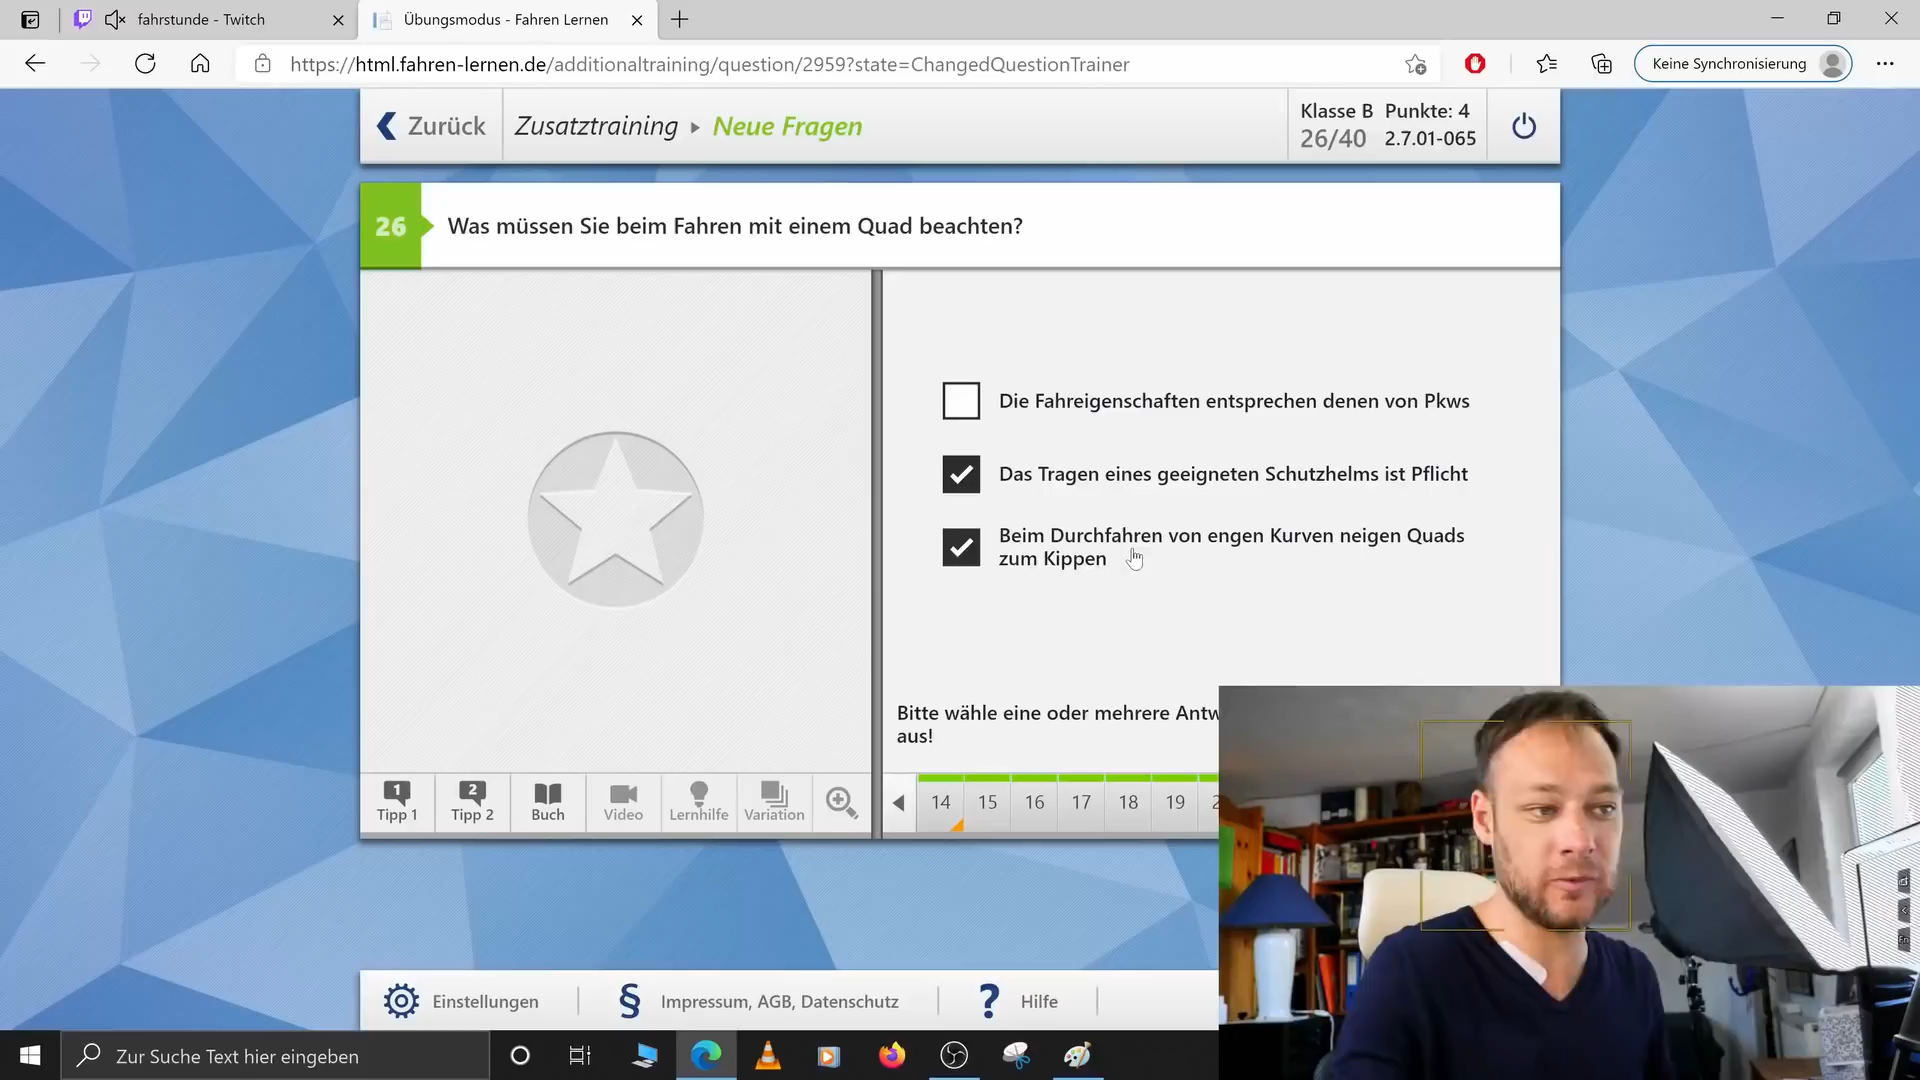 fahrstunde - Twitch
Übungsmodus - Fahren Lernen
https://html.fahren-lernen.de/additionaltraining/question/2959?state=ChangedQuestionTrainer
Keine Synchronisierung
Zurück
Zusatztraining ▸ Neue Fragen
Klasse B Punkte: 4
26/40 2.7.01-065
26
Was müssen Sie beim Fahren mit einem Quad beachten?
Die Fahreigenschaften entsprechen denen von Pkws
Das Tragen eines geeigneten Schutzhelms ist Pflicht
Beim Durchfahren von engen Kurven neigen Quads
zum Kippen
Bitte wähle eine oder mehrere Antw
aus!
1
Tipp 1
2
Tipp 2
Buch
Video
Lernhilfe
Variation
14 15 16 17 18 19 2
Einstellungen
§ Impressum, AGB, Datenschutz
? Hilfe
Zur Suche Text hier eingeben